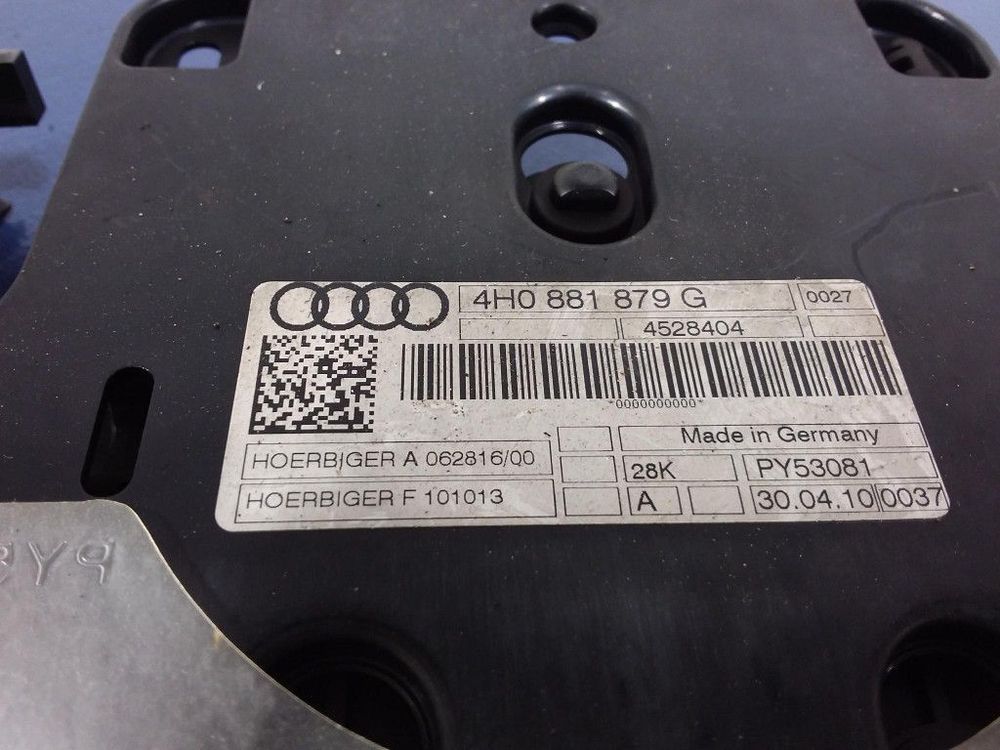 4H0 881 879 G 0027
4528404
*0000000000*
Made in Germany
HOERBIGER A 062816/00
28K PY53081
HOERBIGER F 101013
A 30.04.10 0037